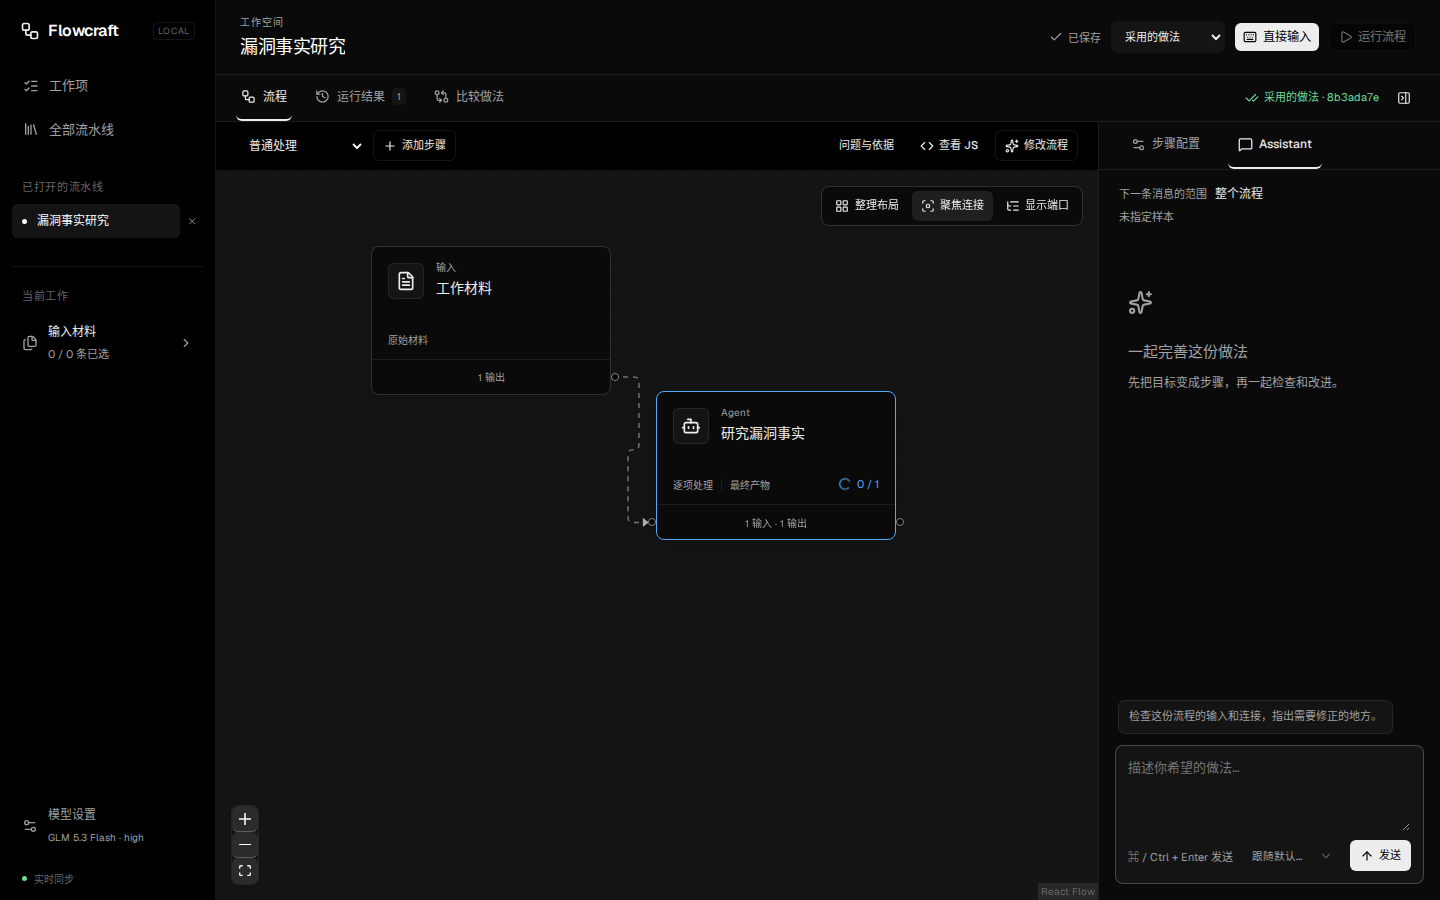 Flowcraft
LOCAL
工作项
全部流水线
已打开的流水线
漏洞事实研究
当前工作
输入材料
0 / 0 条已选
模型设置
GLM 5.3 Flash · high
实时同步
工作空间
漏洞事实研究
已保存
采用的做法
直接输入
运行流程
流程
运行结果 1
比较做法
采用的做法 · 8b3ada7e
普通处理
添加步骤
问题与依据
查看 JS
修改流程
整理布局
聚焦连接
显示端口
输入
工作材料
原始材料
1 输出
Agent
研究漏洞事实
逐项处理
最终产物
0 / 1
1 输入 · 1 输出
React Flow
步骤配置
Assistant
下一条消息的范围 整个流程
未指定样本
一起完善这份做法
先把目标变成步骤，再一起检查和改进。
检查这份流程的输入和连接，指出需要修正的地方。
描述你希望的做法...
⌘ / Ctrl + Enter 发送
跟随默认...
发送